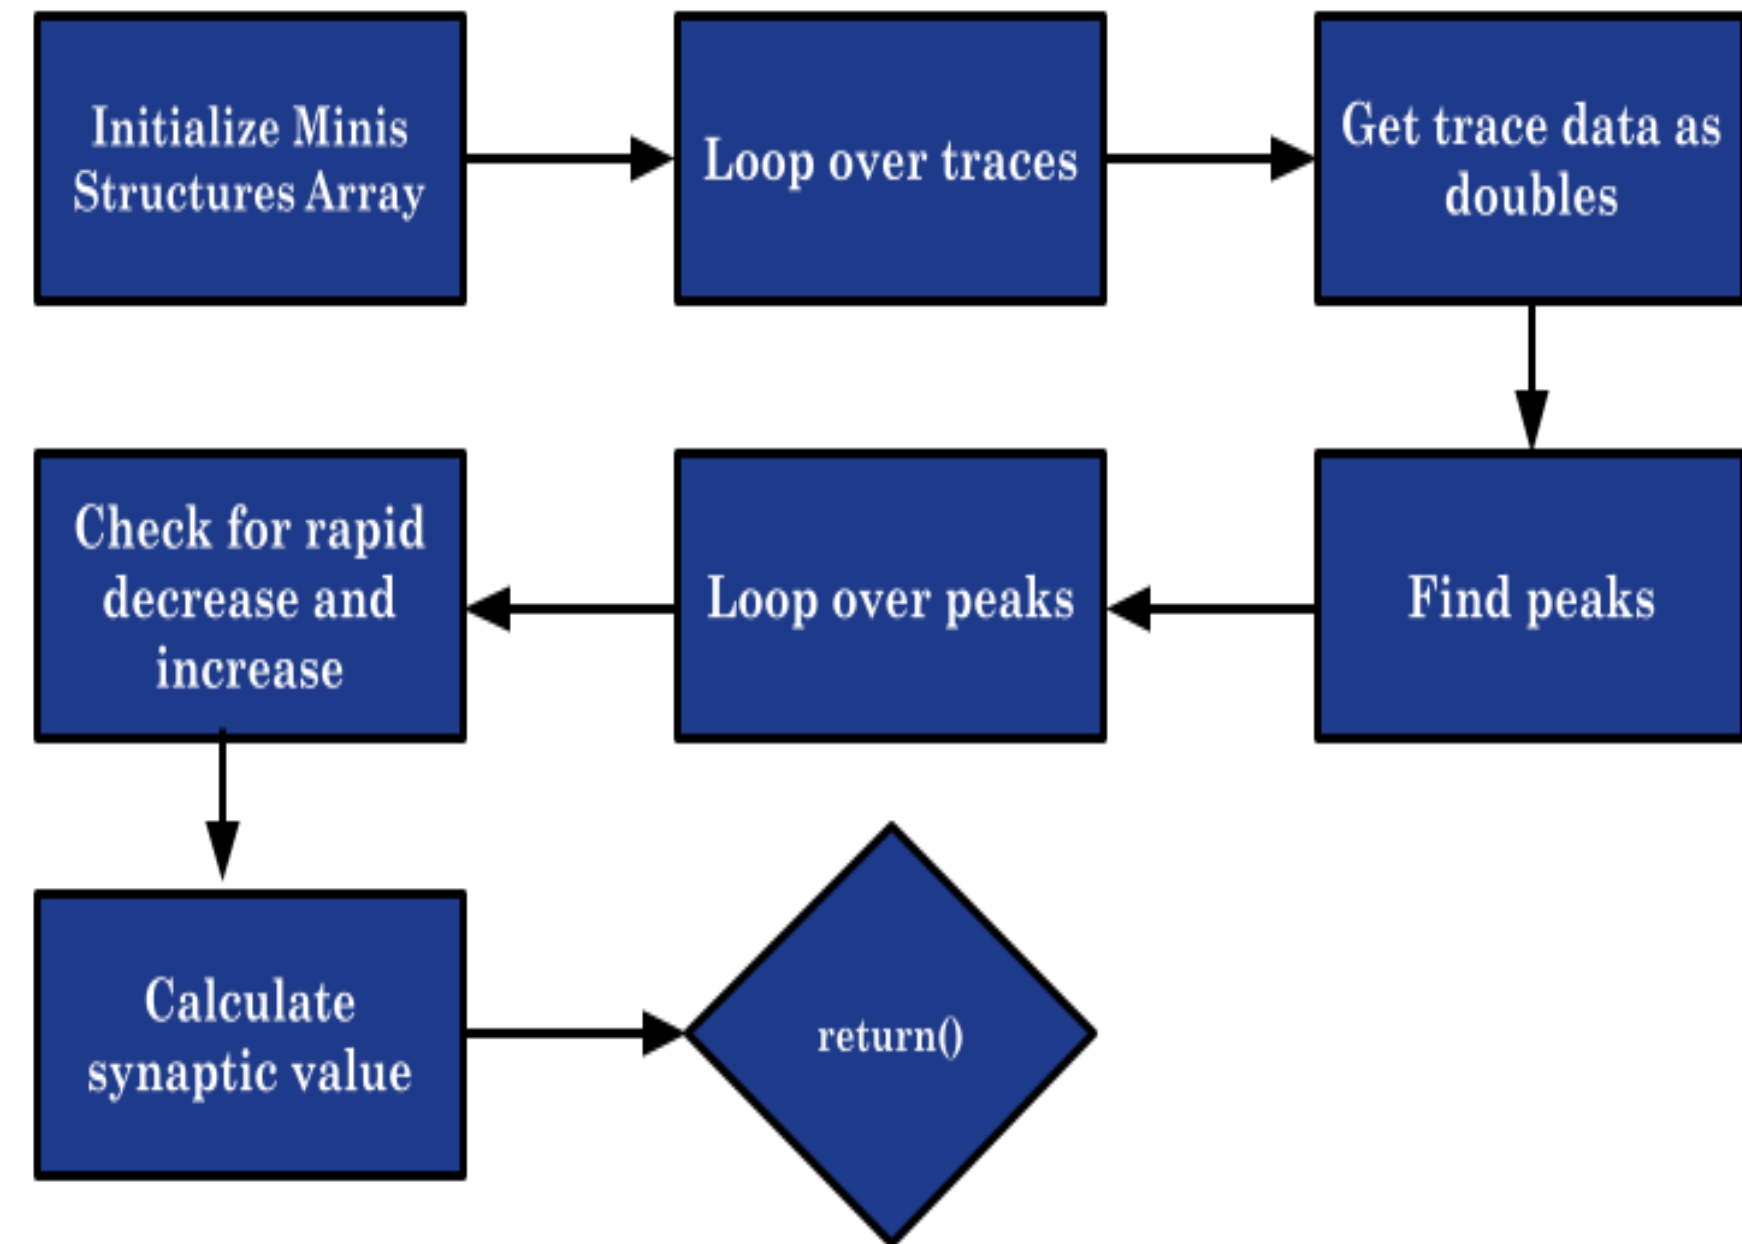 Initialize Minis
Structures Array
Loop over traces
Get trace data as
doubles
Check for rapid
decrease and
increase
Loop over peaks
Find peaks
Calculate
synaptic value
return()